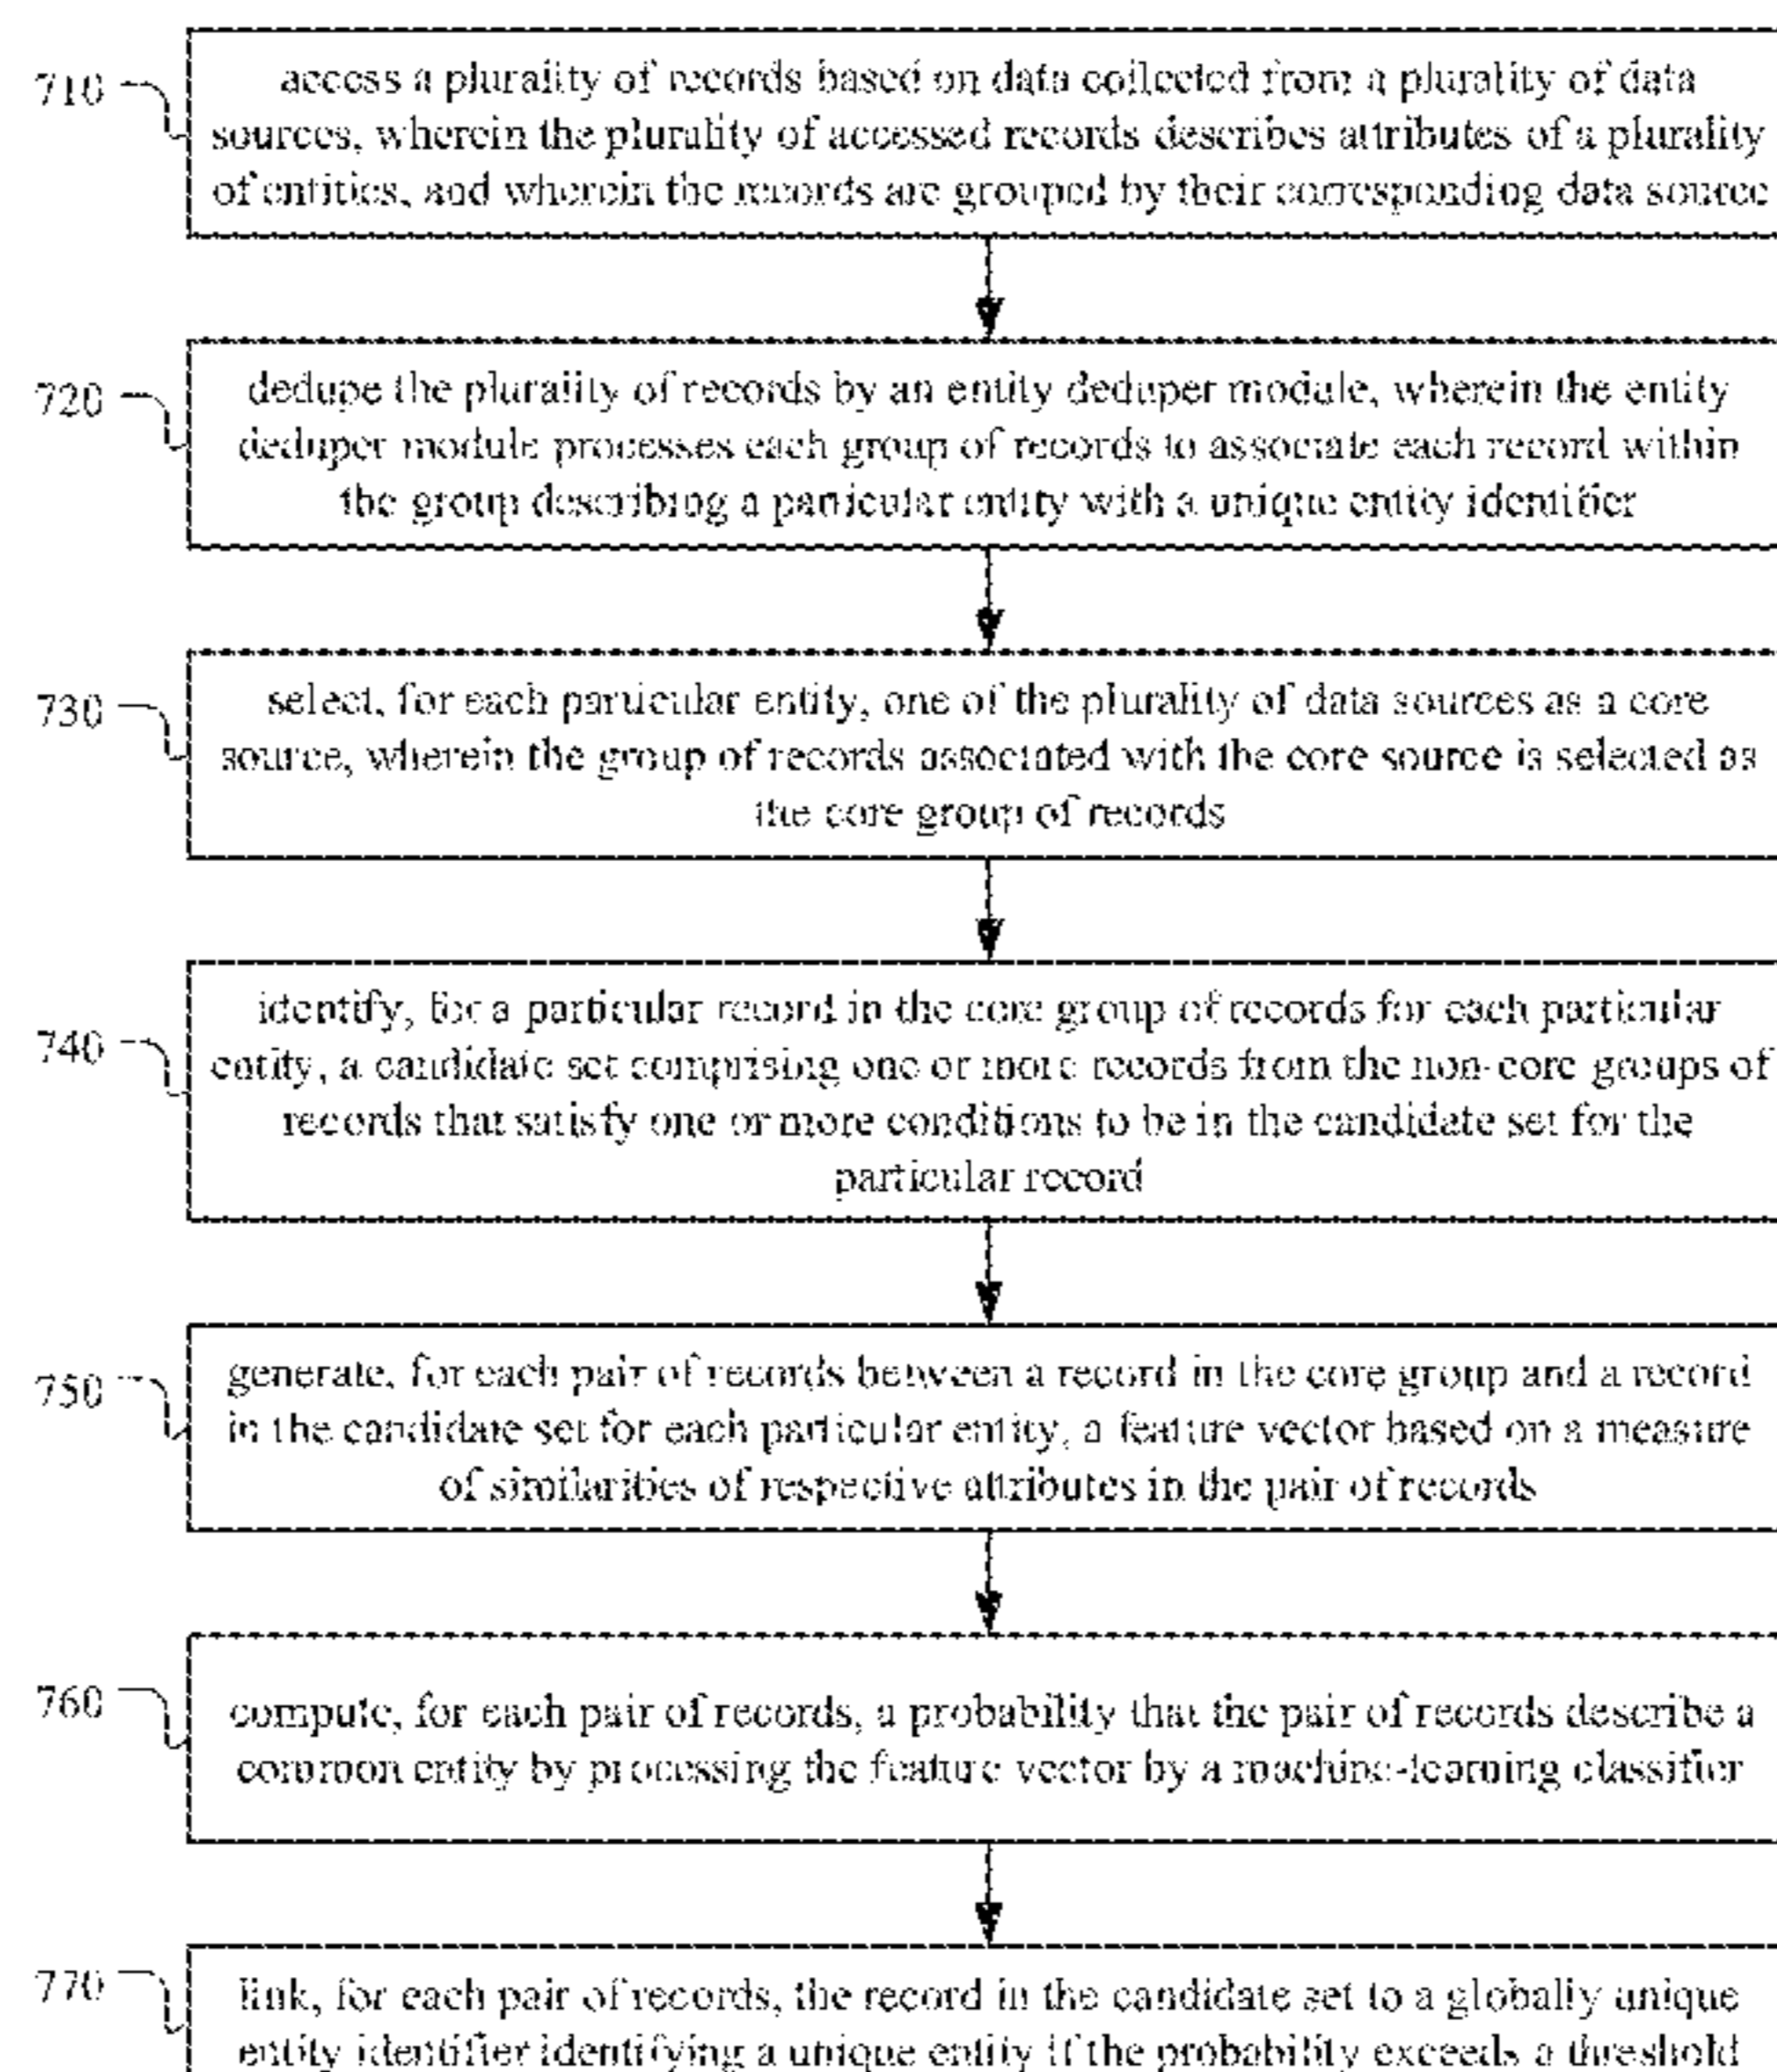 710
access a plurality of records based on data collected from a plurality of data
sources, wherein the plurality of accessed records describes attributes of a plurality
of entities, and wherein the records are grouped by their corresponding data source
720
dedupe the plurality of records by an entity deduper module, wherein the entity
deduper module processes each group of records to associate each record within
the group describing a particular entity with a unique entity identifier
730
select, for each particular entity, one of the plurality of data sources as a core
source, wherein the group of records associated with the core source is selected as
the core group of records
740
identify, for a particular record in the core group of records for each particular
entity, a candidate set comprising one or more records from the non-core groups of
records that satisfy one or more conditions to be in the candidate set for the
particular record
750
generate, for each pair of records between a record in the core group and a record
in the candidate set for each particular entity, a feature vector based on a measure
of similarities of respective attributes in the pair of records
760
compute, for each pair of records, a probability that the pair of records describe a
common entity by processing the feature vector by a machine-learning classifier
770
link, for each pair of records, the record in the candidate set to a globally unique
entity identifier identifying a unique entity if the probability exceeds a threshold